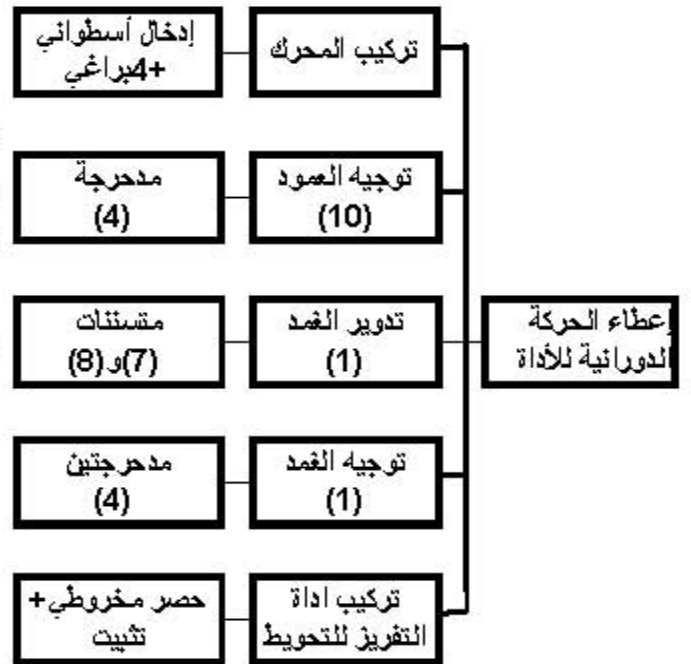 إعطاء الحركة
الدورانية للأداة
تركيب المحرك
إدخال أسطواني
+4براغي
توجيه العمود
(10)
مدحرجة
(4)
تدوير الغمد
(1)
متسننات
(7)و(8)
توجيه الغمد
(1)
مدحرجتين
(4)
تركيب اداة
التفريز للتحويط
حصر مخروطي+
تثبيت